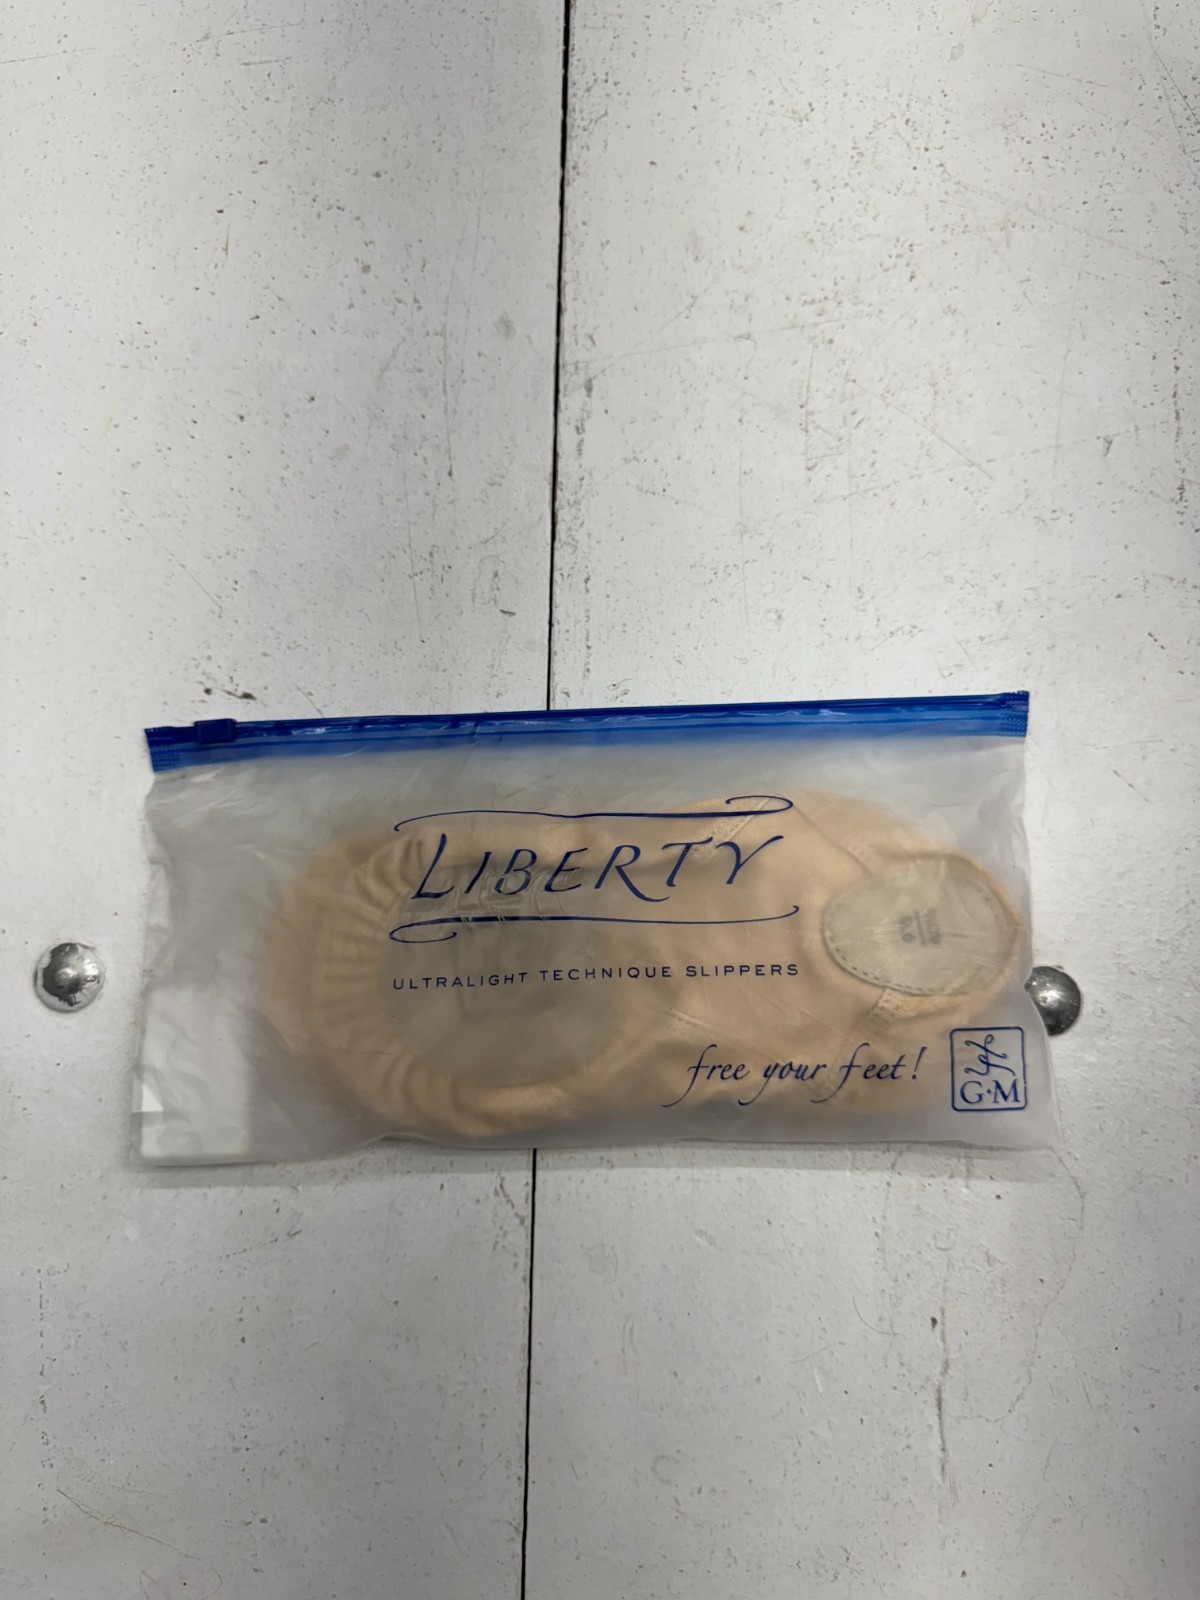 LIBERTY
ULTRALIGHT TECHNIQUE SLIPPERS
free your feet!
G·M